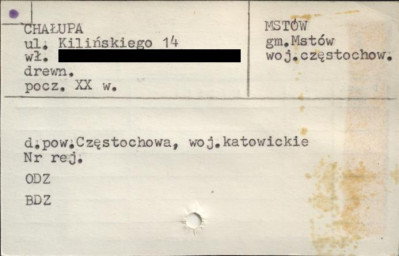 CHAŁUPA
ul. Kilińskiego 14
wł.
drewn.
pocz. XX w.
MSTÓW
gm.Mstów
woj.częstochow.
d.pow.Częstochowa, woj.katowickie
Nr rej.
ODZ
BDZ